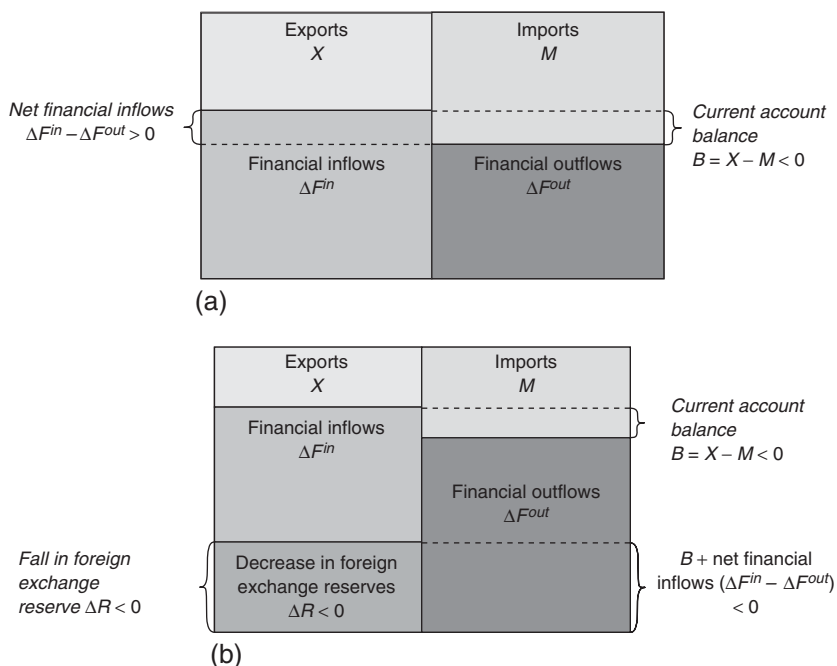 Exports
X
Imports
M
Net financial inflows
ΔF^in – ΔF^out > 0
Current account
balance
B = X – M < 0
Financial inflows
ΔF^in
Financial outflows
ΔF^out
(a)
Exports
X
Imports
M
Current account
balance
B = X – M < 0
Financial inflows
ΔF^in
Financial outflows
ΔF^out
Fall in foreign
exchange
reserve ΔR < 0
Decrease in foreign
exchange reserves
ΔR < 0
B + net financial
inflows (ΔF^in – ΔF^out)
< 0
(b)